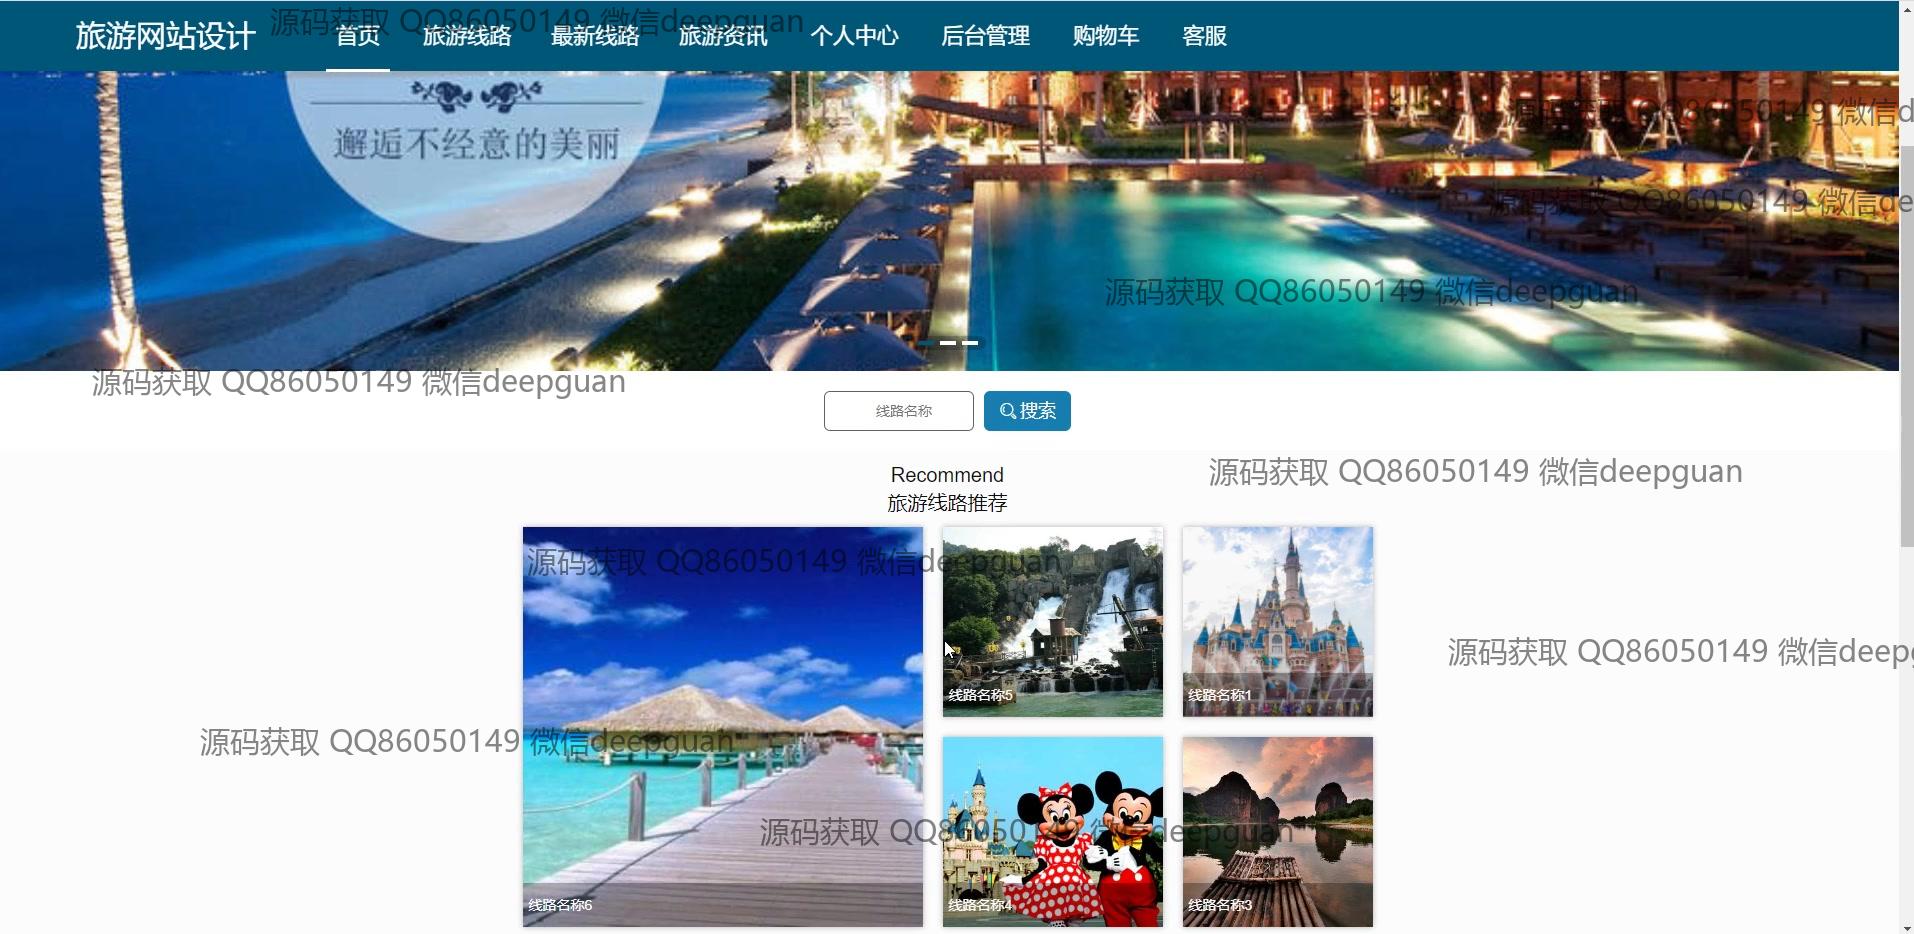 旅游网站设计
首页 旅游线路 最新线路 旅游资讯 个人中心 后台管理 购物车 客服
源码获取 QQ86050149 微信deepguan
源码获取 QQ86050149 微信d
邂逅不经意的美丽
源码获取 QQ86050149 微信de
源码获取 QQ86050149 微信deepguan
源码获取 QQ86050149 微信deepguan
线路名称 搜索
Recommend
源码获取 QQ86050149 微信deepguan
旅游线路推荐
源码获取 QQ86050149 微信deepguan
源码获取 QQ86050149 微信deep
线路名称5
线路名称1
源码获取 QQ86050149 微信deepguan
源码获取 QQ86050149 微信deepguan
线路名称6
线路名称4
线路名称3